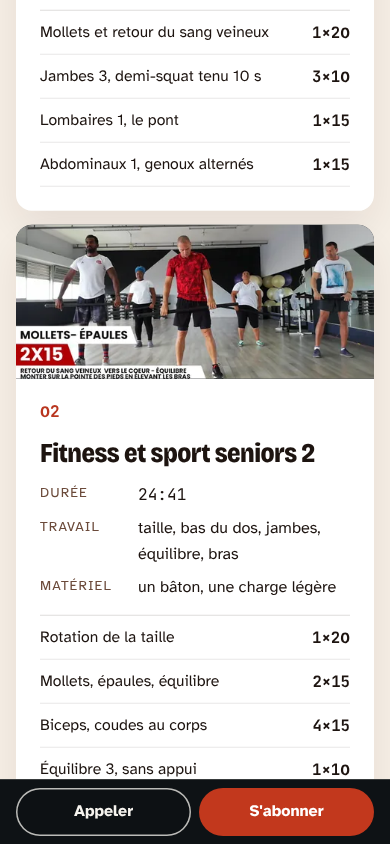 Mollets et retour du sang veineux 1×20
Jambes 3, demi-squat tenu 10 s 3×10
Lombaires 1, le pont 1×15
Abdominaux 1, genoux alternés 1×15
MOLLETS- ÉPAULES
2X15
RETOUR DU SANG VEINEUX VERS LE COEUR - ÉQUILIBRE
MONTER SUR LA POINTE DES PIEDS EN ÉLEVANT LES BRAS
02
Fitness et sport seniors 2
DURÉE 24:41
TRAVAIL taille, bas du dos, jambes,
équilibre, bras
MATÉRIEL un bâton, une charge légère
Rotation de la taille 1×20
Mollets, épaules, équilibre 2×15
Biceps, coudes au corps 4×15
Équilibre 3, sans appui 1×10
Appeler
S'abonner